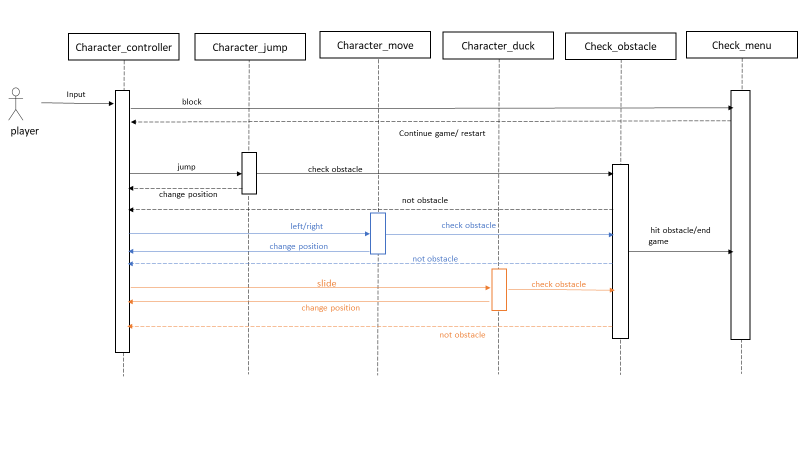 Character_controller
Character_jump
Character_move
Character_duck
Check_obstacle
Check_menu
Input
player
block
Continue game/ restart
jump
check obstacle
change position
not obstacle
left/right
check obstacle
hit obstacle/end
game
change position
not obstacle
slide
check obstacle
change position
not obstacle